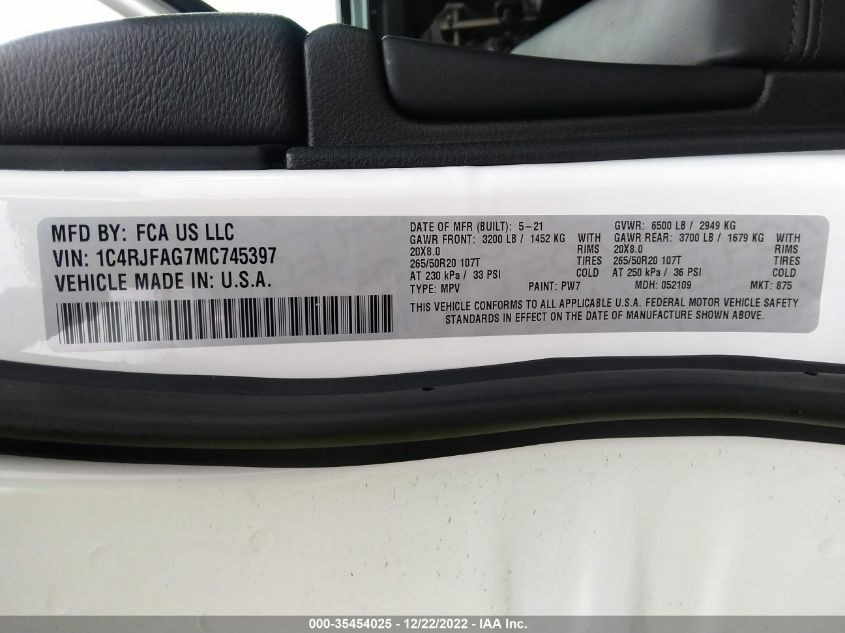 MFD BY: FCA US LLC
VIN: 1C4RJFAG7MC745397
VEHICLE MADE IN: U.S.A.
DATE OF MFR (BUILT): 5-21 GVWR: 6500 LB / 2949 KG
GAWR FRONT: 3200 LB / 1452 KG WITH GAWR REAR: 3700 LB / 1679 KG WITH
20X8.0 RIMS 20X8.0 RIMS
265/50R20 107T TIRES 265/50R20 107T TIRES
AT 230 kPa / 33 PSI COLD AT 250 kPa / 36 PSI COLD
TYPE: MPV PAINT: PW7 MDH: 052109 MKT: 875
THIS VEHICLE CONFORMS TO ALL APPLICABLE U.S.A. FEDERAL MOTOR VEHICLE SAFETY
STANDARDS IN EFFECT ON THE DATE OF MANUFACTURE SHOWN ABOVE.
000-35454025 - 12/22/2022 - IAA Inc.